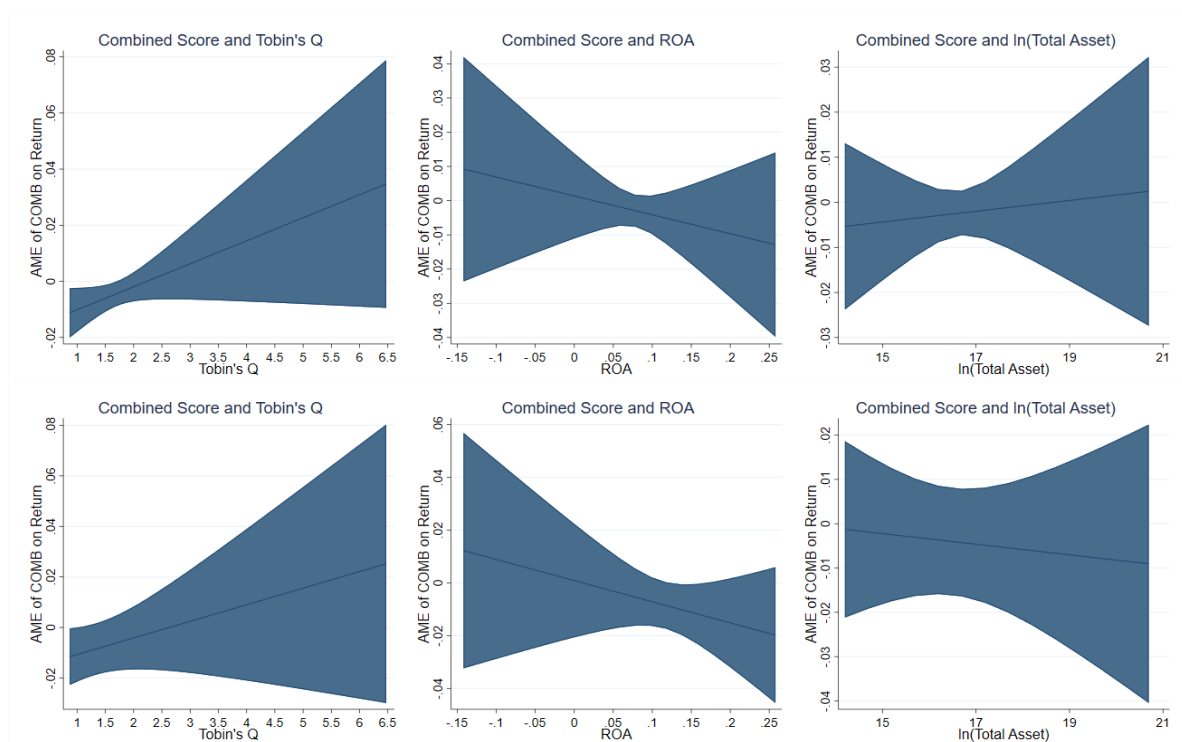 Combined Score and Tobin's Q
AME of COMB on Return
.08
.06
.04
.02
0
-.02
1 1.5 2 2.5 3 3.5 4 4.5 5 5.5 6 6.5
Tobin's Q
Combined Score and ROA
AME of COMB on Return
.04
.03
.02
.01
0
-.01
-.02
-.03
-.04
-.15 -.1 -.05 0 .05 .1 .15 .2 .25
ROA
Combined Score and ln(Total Asset)
AME of COMB on Return
.03
.02
.01
0
-.01
-.02
-.03
15 17 19 21
ln(Total Asset)
Combined Score and Tobin's Q
AME of COMB on Return
.08
.06
.04
.02
0
-.02
1 1.5 2 2.5 3 3.5 4 4.5 5 5.5 6 6.5
Tobin's Q
Combined Score and ROA
AME of COMB on Return
.06
.04
.02
0
-.02
-.04
-.15 -.1 -.05 0 .05 .1 .15 .2 .25
ROA
Combined Score and ln(Total Asset)
AME of COMB on Return
.02
.01
0
-.01
-.02
-.03
-.04
15 17 19 21
ln(Total Asset)